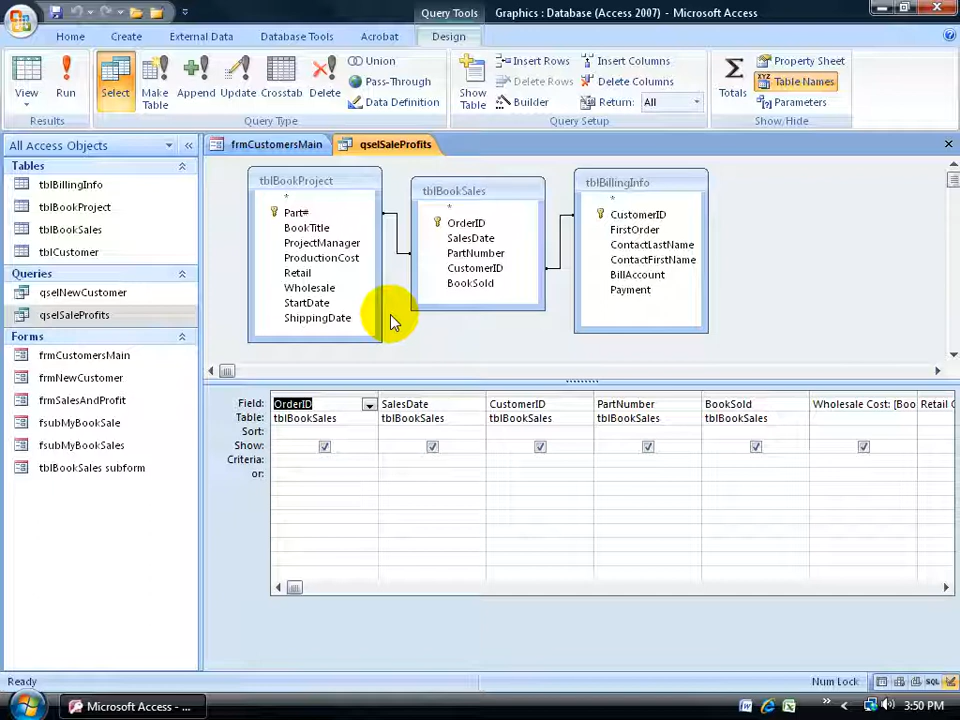 Query Tools
Graphics : Database (Access 2007) - Microsoft Access
Home
Create
External Data
Database Tools
Acrobat
Design
View
Run
Results
Select
Make Table
Append
Update
Crosstab
Delete
Union
Pass-Through
Data Definition
Query Type
Show Table
Insert Rows
Delete Rows
Builder
Insert Columns
Delete Columns
Return: All
Query Setup
Totals
Property Sheet
XYZ Table Names
Parameters
Show/Hide
All Access Objects
Tables
tblBillingInfo
tblBookProject
tblBookSales
tblCustomer
Queries
qselNewCustomer
qselSaleProfits
Forms
frmCustomersMain
frmNewCustomer
frmSalesAndProfit
fsubMyBookSale
fsubMyBookSales
tblBookSales subform
frmCustomersMain
qselSaleProfits
tblBookProject
*
Part#
BookTitle
ProjectManager
ProductionCost
Retail
Wholesale
StartDate
ShippingDate
tblBookSales
*
OrderID
SalesDate
PartNumber
CustomerID
BookSold
tblBillingInfo
*
CustomerID
FirstOrder
ContactLastName
ContactFirstName
BillAccount
Payment
Field: OrderID SalesDate CustomerID PartNumber BookSold Wholesale Cost: [Boo Retail C
Table: tblBookSales tblBookSales tblBookSales tblBookSales tblBookSales
Sort:
Show:
Criteria:
or:
Ready
Num Lock
SQL
Microsoft Access - ...
3:50 PM